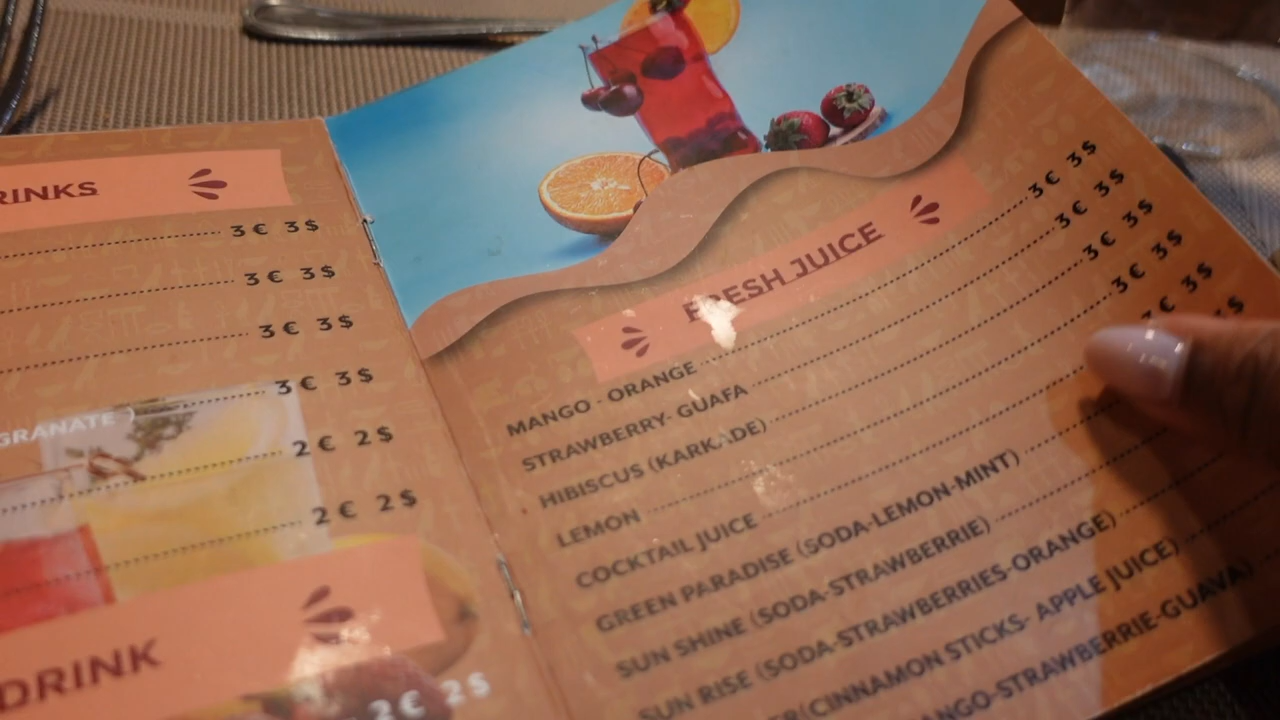 RINKS
3€ 3$
3€ 3$
3€ 3$
GRANATE ) 3€ 3$
2€ 2$
2€ 2$
DRINK
2€ 2$
FRESH JUICE
MANGO - ORANGE 3€ 3$
STRAWBERRY- GUAFA 3€ 3$
HIBISCUS (KARKADE) 3€ 3$
LEMON 3€ 3$
COCKTAIL JUICE 3€ 3$
GREEN PARADISE (SODA-LEMON-MINT)
SUN SHINE (SODA-STRAWBERRIE)
SUN RISE (SODA-STRAWBERRIES-ORANGE)
ER(CINNAMON STICKS- APPLE JUICE)
ANGO-STRAWBERRIE-GUAVA)